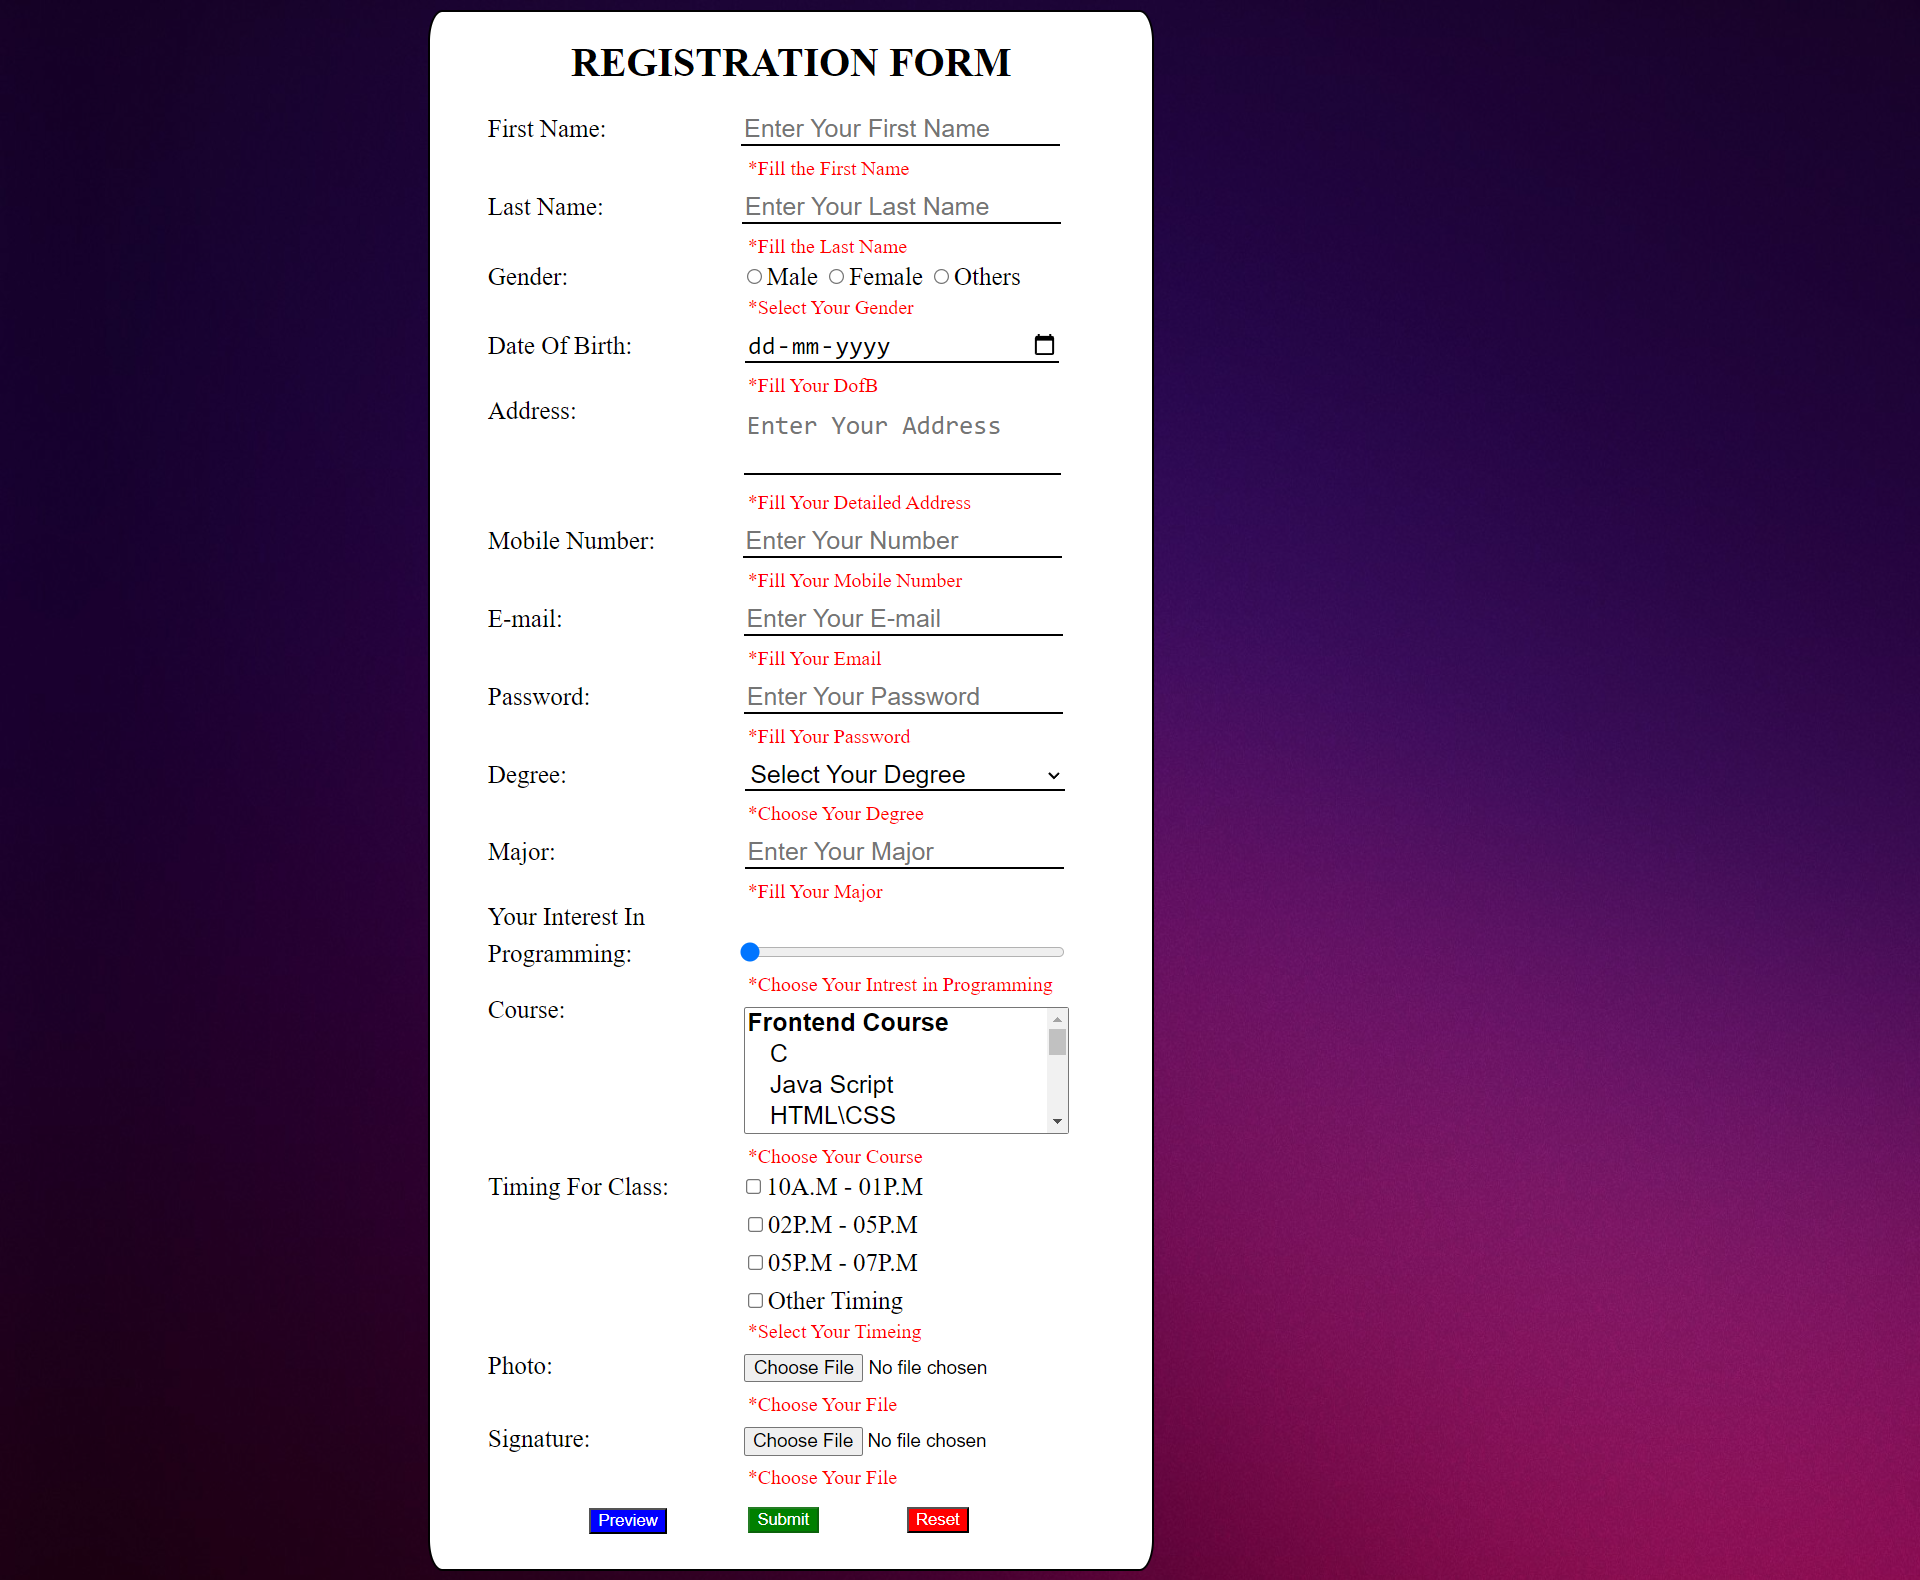 REGISTRATION FORM
First Name: Enter Your First Name
*Fill the First Name
Last Name: Enter Your Last Name
*Fill the Last Name
Gender: Male Female Others
*Select Your Gender
Date Of Birth: dd-mm-yyyy
*Fill Your DofB
Address: Enter Your Address
*Fill Your Detailed Address
Mobile Number: Enter Your Number
*Fill Your Mobile Number
E-mail: Enter Your E-mail
*Fill Your Email
Password: Enter Your Password
*Fill Your Password
Degree: Select Your Degree
*Choose Your Degree
Major: Enter Your Major
*Fill Your Major
Your Interest In
Programming:
*Choose Your Intrest in Programming
Course: Frontend Course
C
Java Script
HTML\CSS
*Choose Your Course
Timing For Class: 10A.M - 01P.M
02P.M - 05P.M
05P.M - 07P.M
Other Timing
*Select Your Timeing
Photo: Choose File No file chosen
*Choose Your File
Signature: Choose File No file chosen
*Choose Your File
Preview Submit Reset